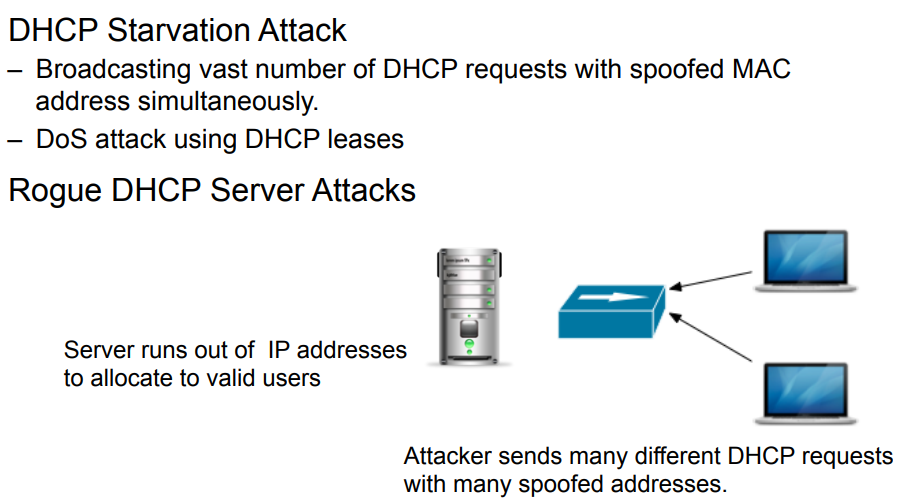 DHCP Starvation Attack
– Broadcasting vast number of DHCP requests with spoofed MAC
address simultaneously.
– DoS attack using DHCP leases
Rogue DHCP Server Attacks
Server runs out of IP addresses
to allocate to valid users
Attacker sends many different DHCP requests
with many spoofed addresses.